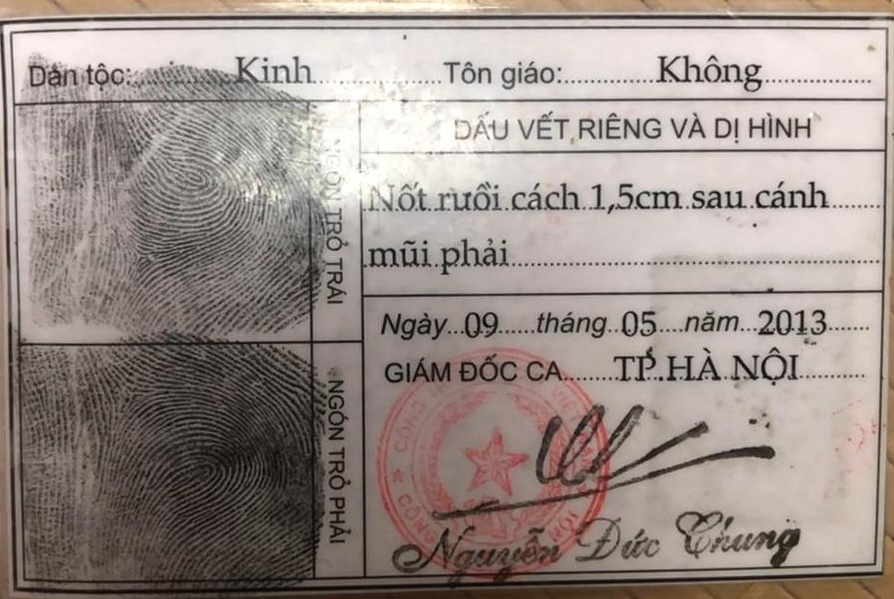 Dân tộc: Kinh Tôn giáo: Không
NGÓN TRỎ TRÁI
DẤU VẾT RIÊNG VÀ DỊ HÌNH
Nốt ruồi cách 1,5cm sau cánh
mũi phải
Ngày 09 tháng 05 năm 2013
GIÁM ĐỐC CA TP HÀ NỘI
NGÓN TRỎ PHẢI
Nguyễn Đức Chung